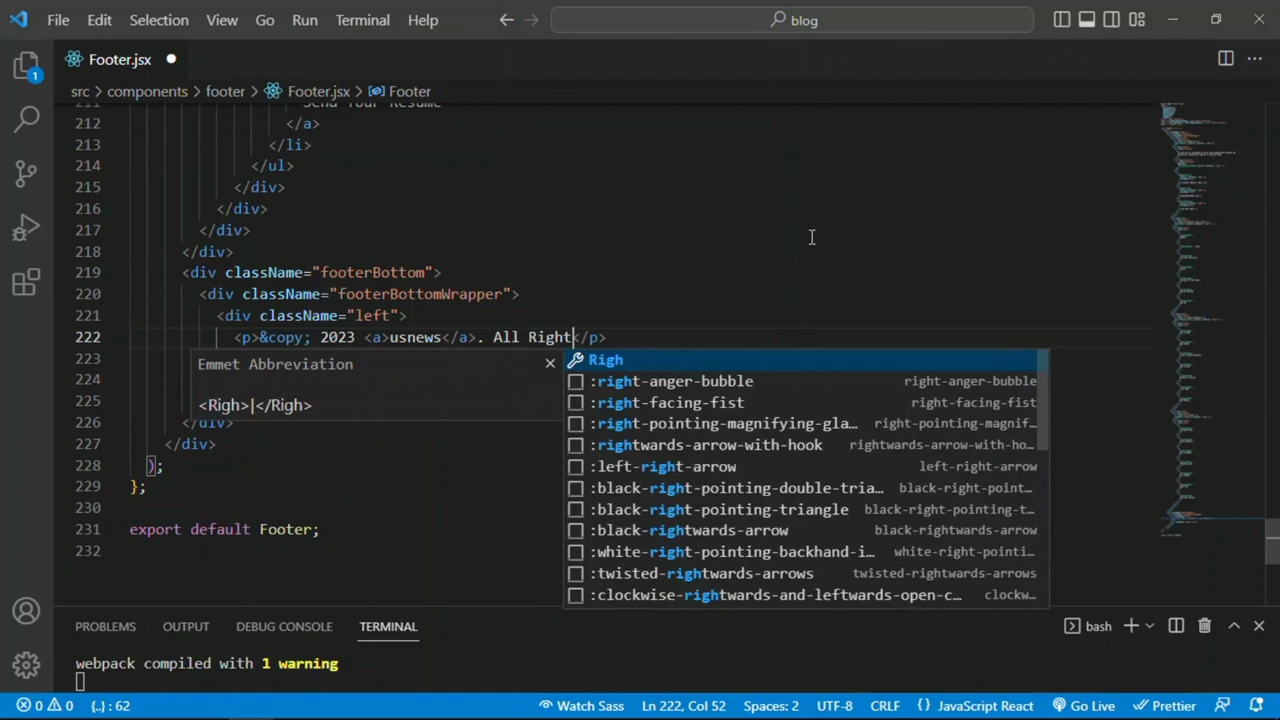 File Edit Selection View Go Run Terminal Help
blog
1
Footer.jsx
src > components > footer > Footer.jsx > Footer
211 Send Your Resume
212 </a>
213 </li>
214 </ul>
215 </div>
216 </div>
217 </div>
218 </div>
219 <div className="footerBottom">
220 <div className="footerBottomWrapper">
221 <div className="left">
222 <p>&copy; 2023 <a>usnews</a>. All Right</p>
223
224
225
226 </div>
227 </div>
228 );
229 };
230
231 export default Footer;
232
Emmet Abbreviation
<Righ>|</Righ>
Righ
:right-anger-bubble right-anger-bubble
:right-facing-fist right-facing-fist
:right-pointing-magnifying-gla… right-pointing-magnif…
:rightwards-arrow-with-hook rightwards-arrow-with-ho…
:left-right-arrow left-right-arrow
:black-right-pointing-double-tria… black-right-point…
:black-right-pointing-triangle black-right-pointing-t…
:black-rightwards-arrow black-rightwards-arrow
:white-right-pointing-backhand-i… white-right-pointi…
:twisted-rightwards-arrows twisted-rightwards-arrows
:clockwise-rightwards-and-leftwards-open-c… clockw…
PROBLEMS OUTPUT DEBUG CONSOLE TERMINAL
bash
webpack compiled with 1 warning
0 0 {..} : 62
Watch Sass Ln 222, Col 52 Spaces: 2 UTF-8 CRLF {} JavaScript React Go Live Prettier